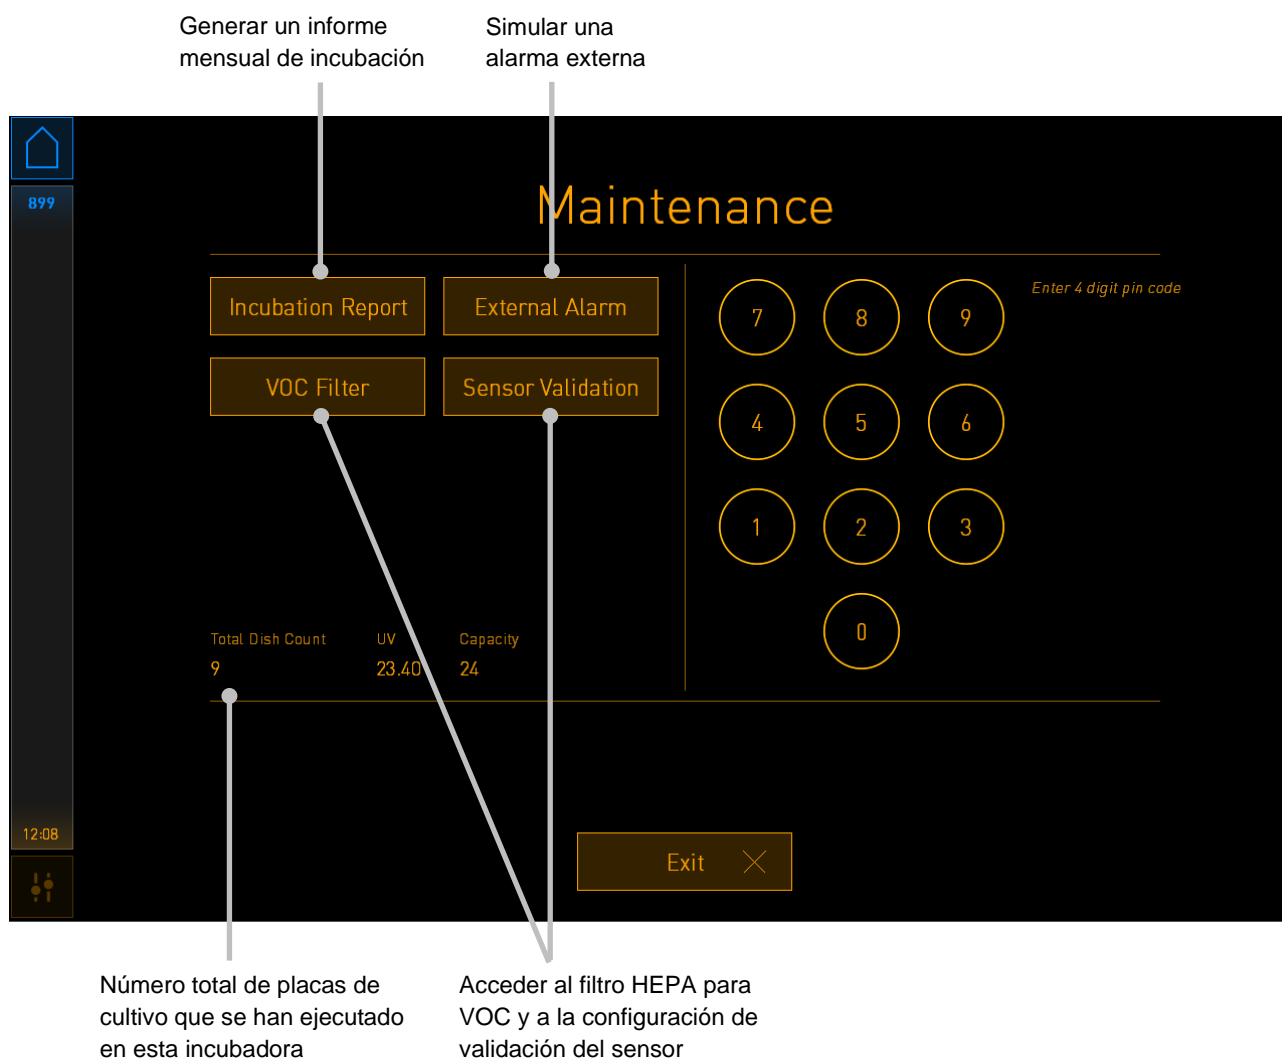 Generar un informe
mensual de incubación
Simular una
alarma externa
899
Maintenance
Incubation Report
External Alarm
VOC Filter
Sensor Validation
7
8
9
Enter 4 digit pin code
4
5
6
1
2
3
0
Total Dish Count
UV
Capacity
9
23.40
24
12:08
Exit
Número total de placas de
cultivo que se han ejecutado
en esta incubadora
Acceder al filtro HEPA para
VOC y a la configuración de
validación del sensor